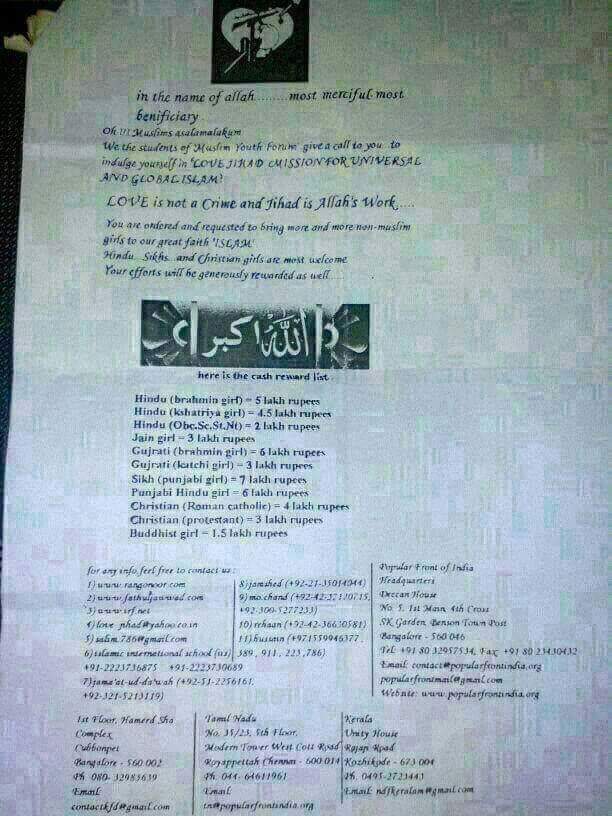 in the name of allah.........most merciful most
benificiary
Oh U! Muslims asalamalakum
We the students of Muslim Youth Forum give a call to you to
indulge yourself in 'LOVE JIHAD (MISSION FOR UNIVERSAL
AND GLOBAL ISLAM'
LOVE is not a Crime and Jihad is Allah's Work....
You are ordered and requested to bring more and more non-muslim
girls to our great faith 'ISLAM'
Hindu.. Sikhs.. and Christian girls are most welcome
Your efforts will be generously rewarded as well....
الله اكبر
here is the cash reward list
Hindu (brahmin girl) = 5 lakh rupees
Hindu (kshatriya girl) = 4.5 lakh rupees
Hindu (Obc,Sc,St,Nt) = 2 lakh rupees
Jain girl = 3 lakh rupees
Gujrati (brahmin girl) = 6 lakh rupees
Gujrati (katchi girl) = 3 lakh rupees
Sikh (punjabi girl) = 7 lakh rupees
Punjabi Hindu girl = 6 lakh rupees
Christian (Roman catholic) = 4 lakh rupees
Christian (protestant) = 3 lakh rupees
Buddhist girl = 1.5 lakh rupees
for any info,feel free to contact us :
1) www.rangonoor.com
2) www.fathuljawwad.com
3) www.irf.net
4) love_jihad@yahoo.co.in
5) salim.786@gmail.com
6) islamic international school (us)
+91-2223736875 +91-2223730689
7) jama'at-ud-da'wah (+92-51-2256161,
+92-321-5213119)
8) jamshed (+92-21-35014044)
9) mo.chand
+92-300-5277233)
10) rehaan (+92-42-36630581)
11) hussain (+971559946377,
389, 911, 223,786)
Popular Front of India
Headquarters
Deccan House
No. 5, 1st Main, 4th Cross
SK Garden, Benson Town Post
Bangalore - 560 046
Tel: +91 80 32957534, Fax: +91 80 23430432
Email: contact@popularfrontindia.org
popularfrontmail@gmail.com
Website: www.popularfrontindia.org
1st Floor, Hameed Sha
Complex
Cubbonpet
Bangalore - 560 002
Ph 080- 32983639
Email
contactkfd@gmail.com
Tamil Nadu
No. 35/23, 5th Floor,
Modern Tower West Cott Road
Royappettah Chennai - 600 014
Ph. 044- 64611961
Email:
tn@popularfrontindia.org
Kerala
Unity House
Rajaji Road
Kozhikode - 673 004
Ph. 0495-2723443
Email: ndfkeralam@gmail.com